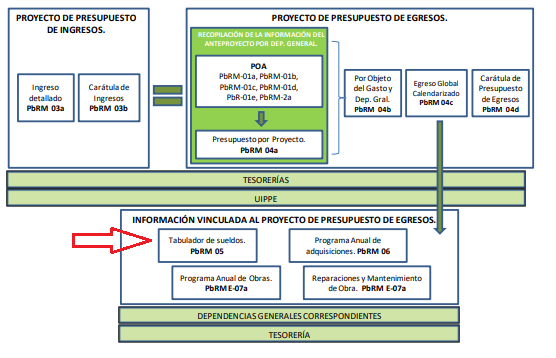 PROYECTO DE PRESUPUESTO
DE INGRESOS.
Ingreso
detallado
PbRM 03a
Carátula de
Ingresos
PbRM 03b
PROYECTO DE PRESUPUESTO DE EGRESOS.
RECOPILACIÓN DE LA INFORMACIÓN DEL
ANTEPROYECTO POR DEP. GENERAL.
POA
PbRM-01a, PbRM-01b,
PbRM-01c, PbRM-01d,
PbR-01e, PbRM-2a
Presupuesto por Proyecto.
PbRM 04a
Por Objeto
del Gasto y
Dep. Gral.
PbRM 04b
Egreso Global
Calendarizado
PbRM 04c
Carátula de
Presupuesto
de Egresos
PbRM 04d
TESORERÍAS
UIPPE
INFORMACIÓN VINCULADA AL PROYECTO DE PRESUPUESTO DE EGRESOS.
Tabulador de sueldos.
PbRM 05
Programa Anual de
adquisiciones. PbRM 06
Programa Anual de Obras.
PbRM E-07a
Reparaciones y Mantenimiento
de Obra. PbRM E-07a
DEPENDENCIAS GENERALES CORRESPONDIENTES
TESORERÍA